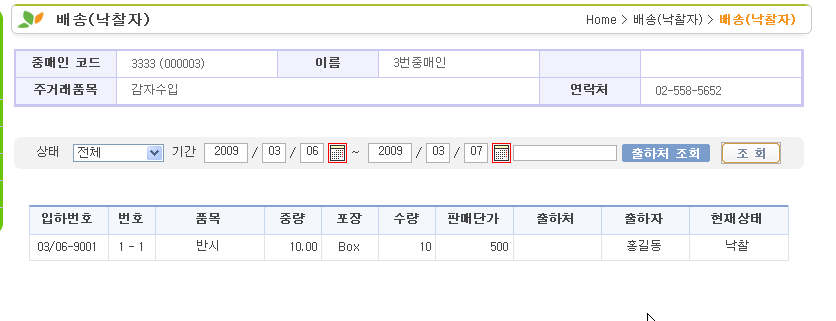 배송(낙찰자) Home > 배송(낙찰자) > 배송(낙찰자)
중매인 코드 3333 (000003) 이름 3번중매인
주거래품목 감자수입 연락처 02-558-5652
상태 전체 기간 2009 / 03 / 06 ~ 2009 / 03 / 07 출하처 조회 조 회
입하번호 번호 품목 중량 포장 수량 판매단가 출하처 출하자 현재상태
03/06-9001 1 - 1 반시 10.00 Box 10 500 홍길동 낙찰